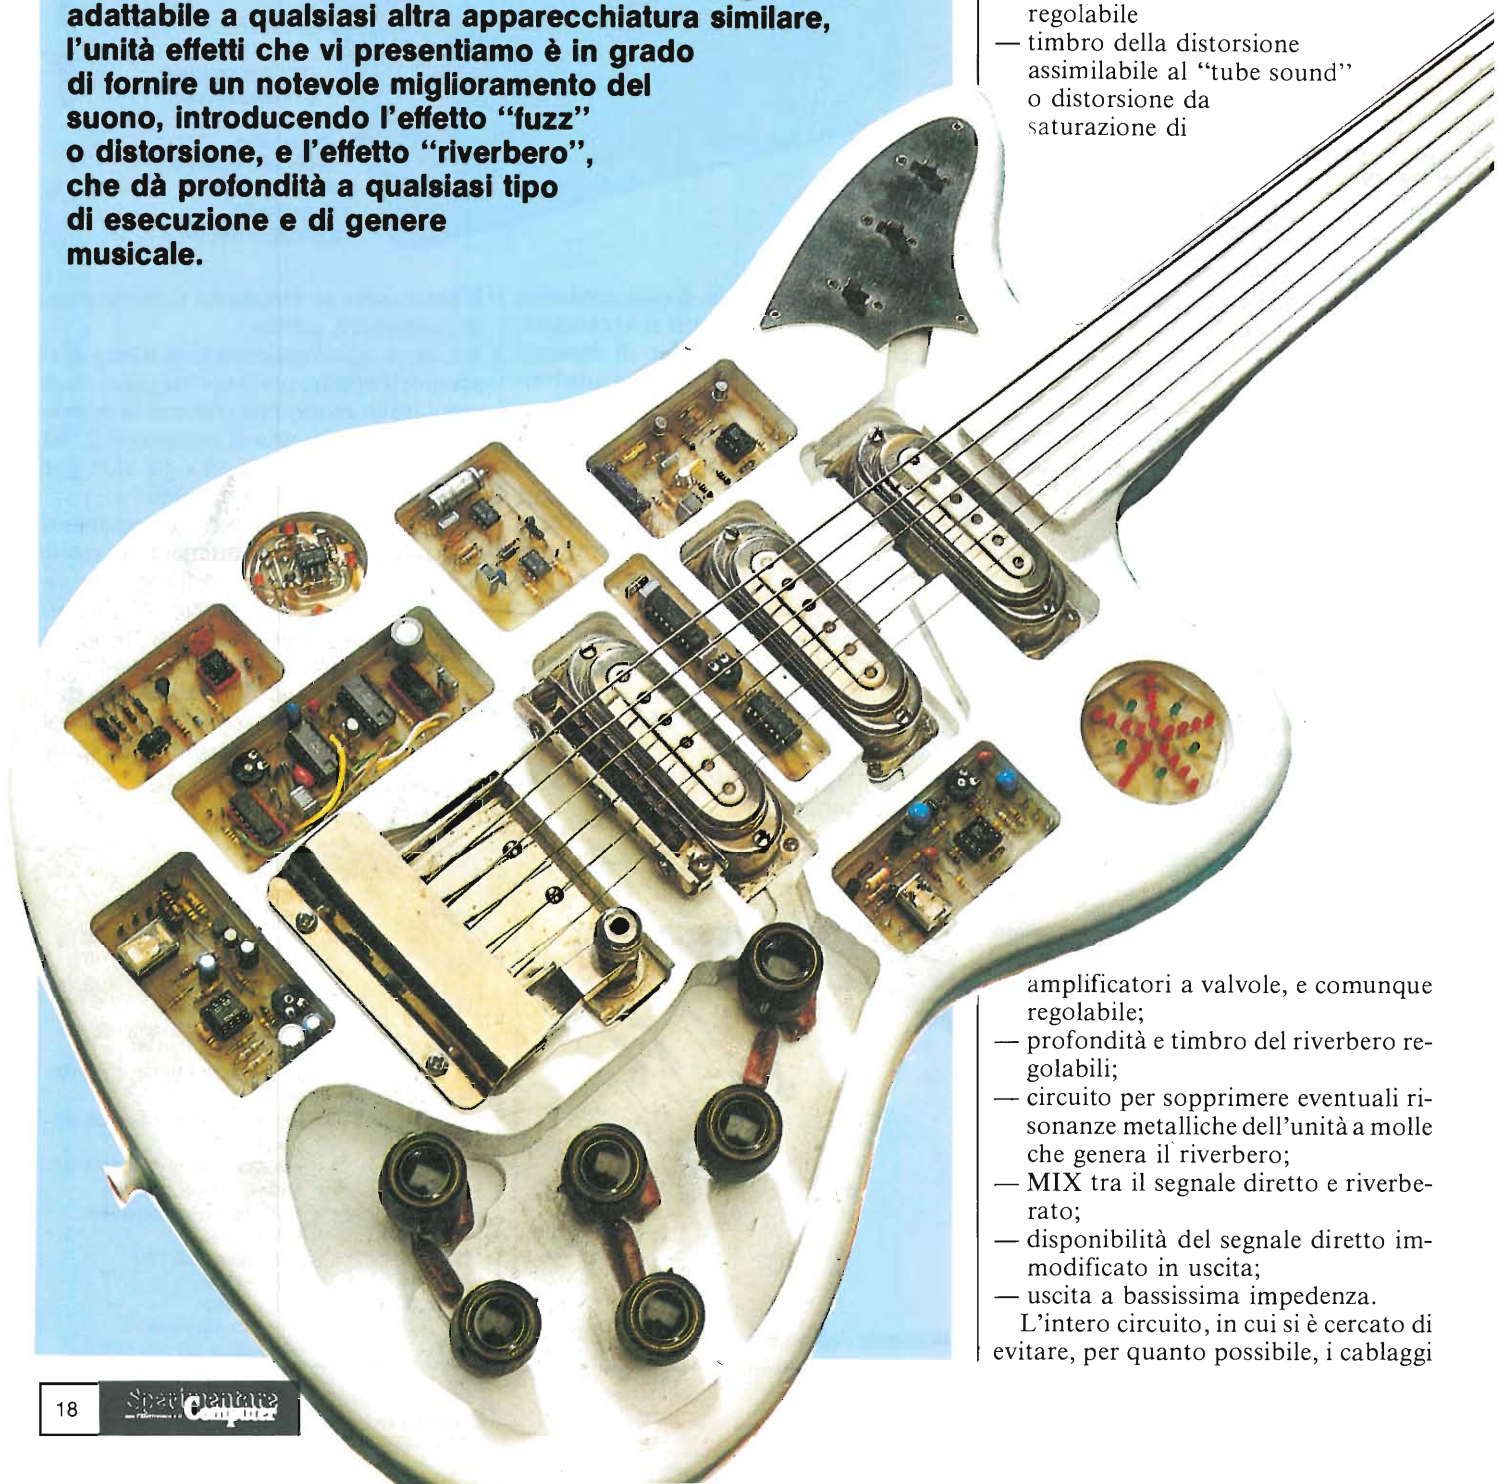 adattabile a qualsiasi altra apparecchiatura similare,
l'unità effetti che vi presentiamo è in grado
di fornire un notevole miglioramento del
suono, introducendo l'effetto “fuzz”
o distorsione, e l'effetto “riverbero”,
che dà profondità a qualsiasi tipo
di esecuzione e di genere
musicale.
regolabile
— timbro della distorsione
assimilabile al “tube sound”
o distorsione da
saturazione di
amplificatori a valvole, e comunque
regolabile;
— profondità e timbro del riverbero re-
golabili;
— circuito per sopprimere eventuali ri-
sonanze metalliche dell'unità a molle
che genera il riverbero;
— MIX tra il segnale diretto e riverbe-
rato;
— disponibilità del segnale diretto im-
modificato in uscita;
— uscita a bassissima impedenza.
L'intero circuito, in cui si è cercato di
evitare, per quanto possibile, i cablaggi
18
Sperimentare
con l'Elettronica e il
Computer